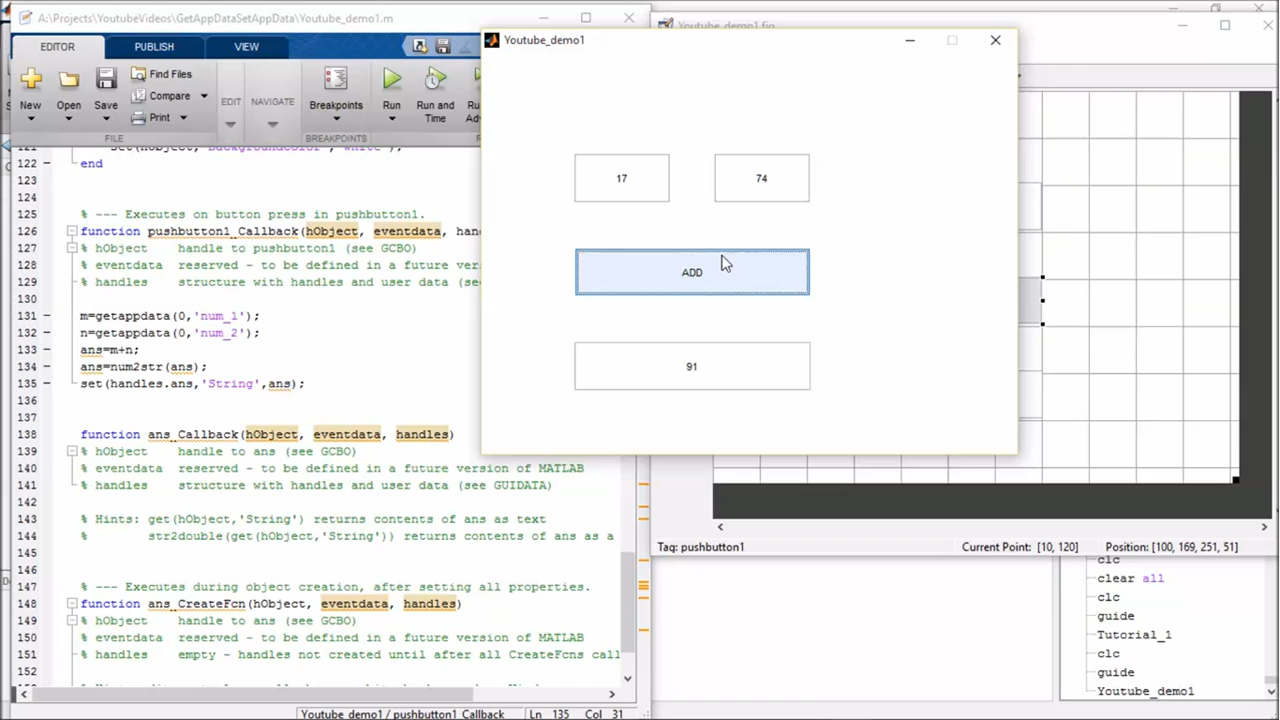 A:\Projects\YoutubeVideos\GetAppDataSetAppData\Youtube_demo1.m
EDITOR
PUBLISH
VIEW
New
Open
Save
Find Files
Compare
Print
EDIT
NAVIGATE
Breakpoints
Run
Run and
Time
FILE
BREAKPOINTS
122 end
123
124
125 % --- Executes on button press in pushbutton1.
126 function pushbutton1_Callback(hObject, eventdata,
127 % hObject    handle to pushbutton1 (see GCBO)
128 % eventdata  reserved - to be defined in a future
129 % handles    structure with handles and user data
130
131 m=getappdata(0,'num_1');
132 n=getappdata(0,'num_2');
133 ans=m+n;
134 ans=num2str(ans);
135 set(handles.ans,'String',ans);
136
137
138 function ans_Callback(hObject, eventdata, handles)
139 % hObject    handle to ans (see GCBO)
140 % eventdata  reserved - to be defined in a future version of MATLAB
141 % handles    structure with handles and user data (see GUIDATA)
142
143 % Hints: get(hObject,'String') returns contents of ans as text
144 %        str2double(get(hObject,'String')) returns contents of ans as a
145
146
147 % --- Executes during object creation, after setting all properties.
148 function ans_CreateFcn(hObject, eventdata, handles)
149 % hObject    handle to ans (see GCBO)
150 % eventdata  reserved - to be defined in a future version of MATLAB
151 % handles    empty - handles not created until after all CreateFcns
152
Youtube_demo1 / pushbutton1_Callback
Ln 135 Col 31
Youtube_demo1
17
74
ADD
91
Youtube_demo1.fig
Tag: pushbutton1
Current Point: [10, 120]
Position: [100, 169, 251, 51]
clc
clear all
clc
guide
Tutorial_1
clc
guide
Youtube_demo1